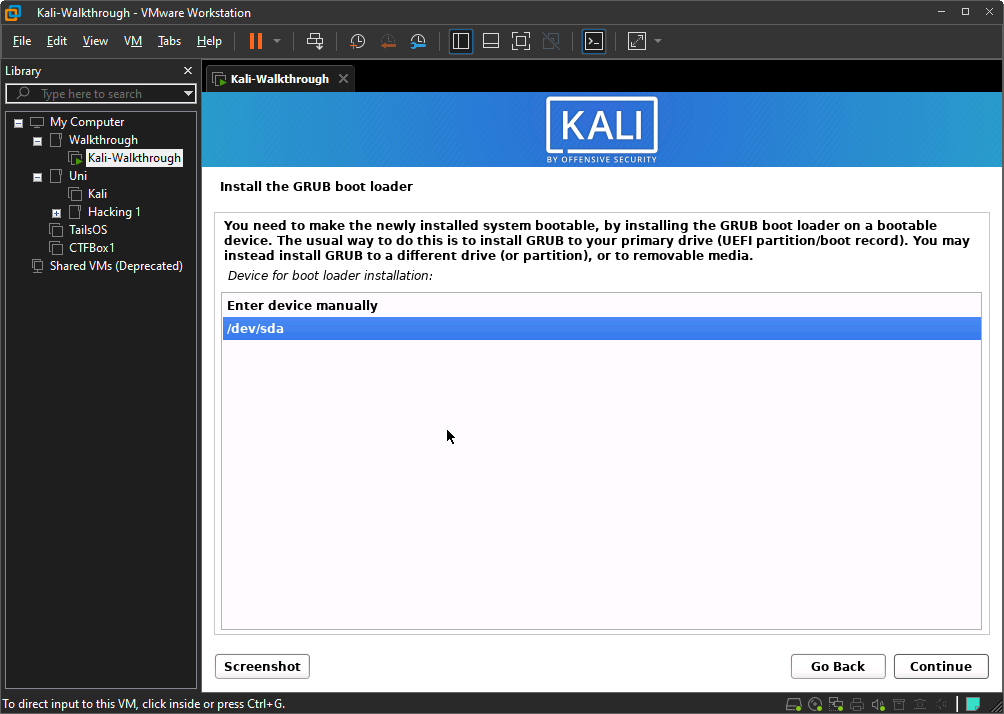 Kali-Walkthrough - VMware Workstation
File Edit View VM Tabs Help
Library
Type here to search
My Computer
Walkthrough
Kali-Walkthrough
Uni
Kali
Hacking 1
TailsOS
CTFBox1
Shared VMs (Deprecated)
Kali-Walkthrough
KALI
BY OFFENSIVE SECURITY
Install the GRUB boot loader
You need to make the newly installed system bootable, by installing the GRUB boot loader on a bootable
device. The usual way to do this is to install GRUB to your primary drive (UEFI partition/boot record). You may
instead install GRUB to a different drive (or partition), or to removable media.
Device for boot loader installation:
Enter device manually
/dev/sda
Screenshot Go Back Continue
To direct input to this VM, click inside or press Ctrl+G.